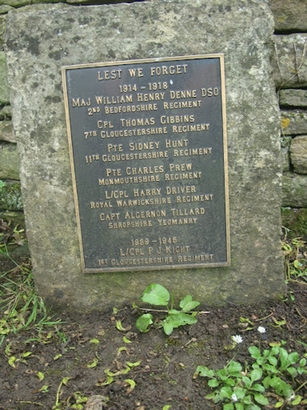 LEST WE FORGET
1914 - 1918
MAJ WILLIAM HENRY DENNE DSO
2ND BEDFORDSHIRE REGIMENT
CPL THOMAS GIBBINS
7TH GLOUCESTERSHIRE REGIMENT
PTE SIDNEY HUNT
11TH GLOUCESTERSHIRE REGIMENT
PTE CHARLES PREW
MONMOUTHSHIRE REGIMENT
L/CPL HARRY DRIVER
ROYAL WARWICKSHIRE REGIMENT
CAPT ALGERNON TILLARD
SHROPSHIRE YEOMANRY
1939 - 1945
L/CPL P J MIGHT
1ST GLOUCESTERSHIRE REGIMENT